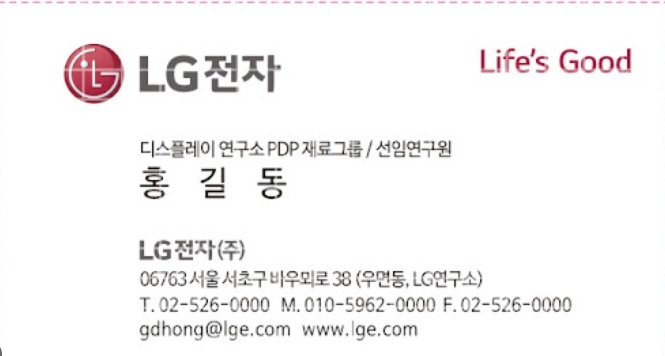 LG전자
Life's Good
디스플레이 연구소 PDP 재료그룹 / 선임연구원
홍 길 동
LG전자(주)
06763 서울 서초구 바우뫼로 38 (우면동, LG연구소)
T. 02-526-0000 M. 010-5962-0000 F. 02-526-0000
gdhong@lge.com www.lge.com